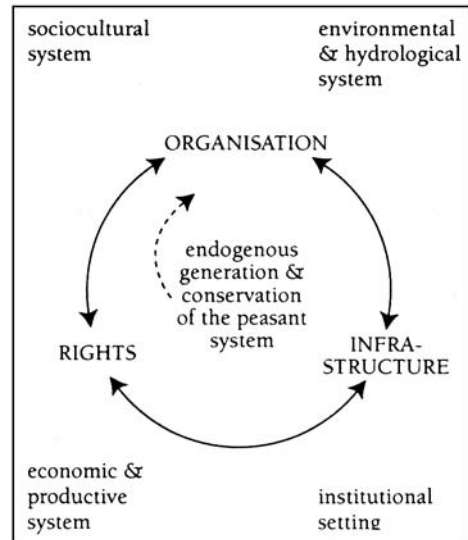 sociocultural
system
environmental
& hydrological
system
ORGANISATION
endogenous
generation &
conservation
of the peasant
system
RIGHTS
INFRA-
STRUCTURE
economic &
productive
system
institutional
setting